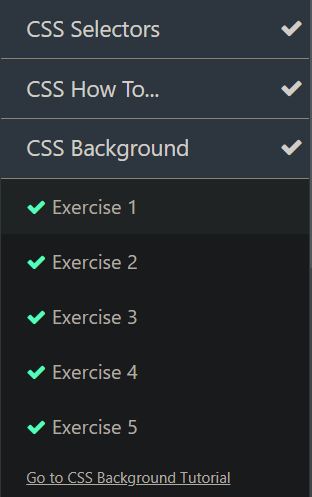 CSS Selectors
CSS How To...
CSS Background
Exercise 1
Exercise 2
Exercise 3
Exercise 4
Exercise 5
Go to CSS Background Tutorial